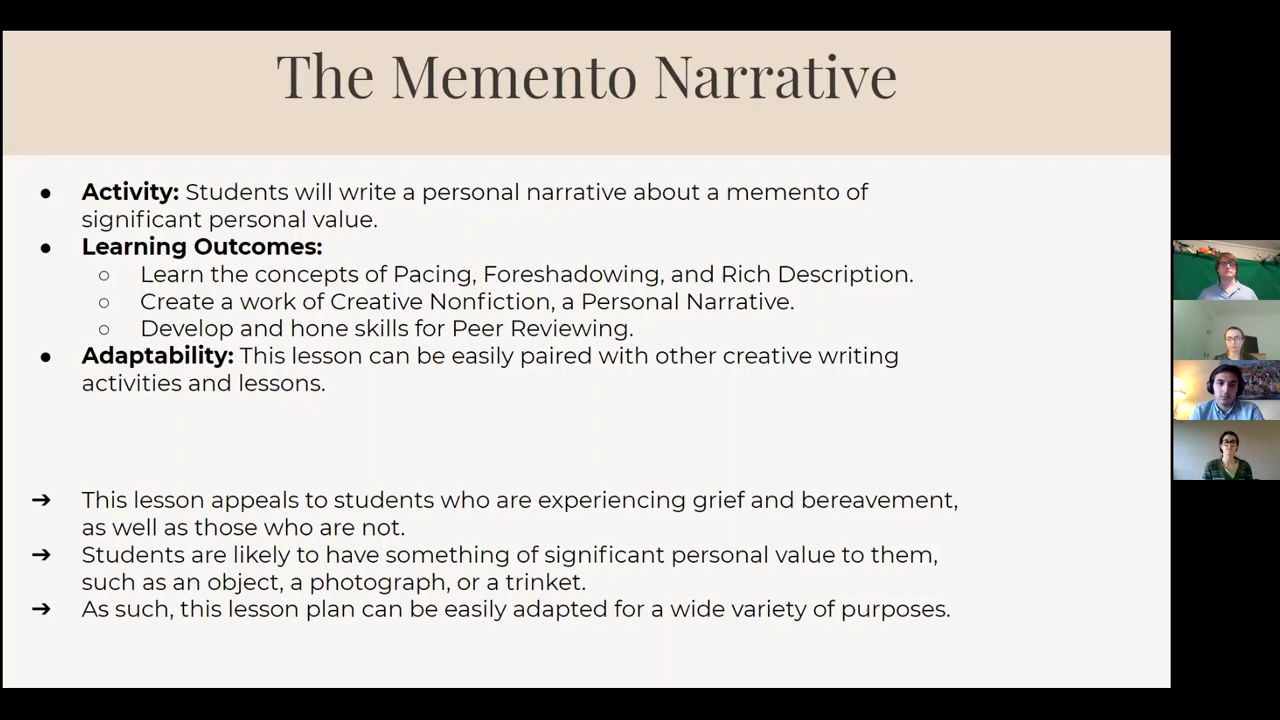 The Memento Narrative
● Activity: Students will write a personal narrative about a memento of
significant personal value.
● Learning Outcomes:
○ Learn the concepts of Pacing, Foreshadowing, and Rich Description.
○ Create a work of Creative Nonfiction, a Personal Narrative.
○ Develop and hone skills for Peer Reviewing.
● Adaptability: This lesson can be easily paired with other creative writing
activities and lessons.
➔ This lesson appeals to students who are experiencing grief and bereavement,
as well as those who are not.
➔ Students are likely to have something of significant personal value to them,
such as an object, a photograph, or a trinket.
➔ As such, this lesson plan can be easily adapted for a wide variety of purposes.